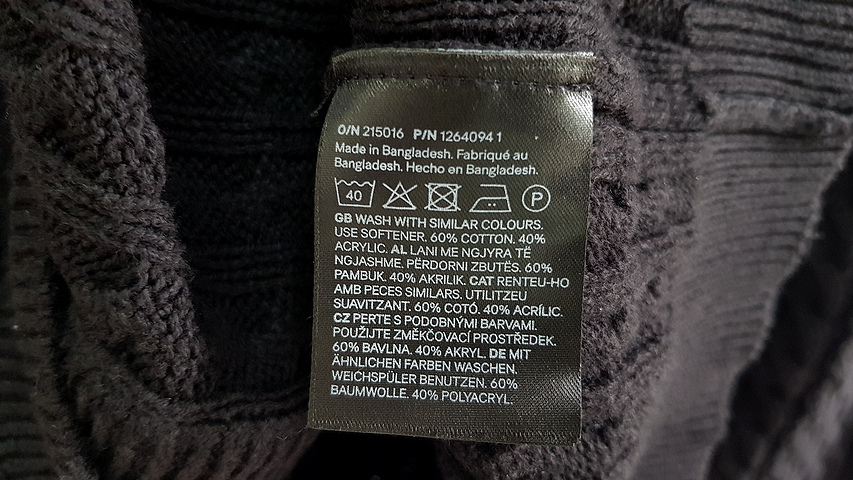 O/N 215016 P/N 1264094 1
Made in Bangladesh. Fabriqué au
Bangladesh. Hecho en Bangladesh.
40 P
GB WASH WITH SIMILAR COLOURS.
USE SOFTENER. 60% COTTON. 40%
ACRYLIC. AL LANI ME NGJYRA TË
NGJASHME. PËRDORNI ZBUTËS. 60%
PAMBUK. 40% AKRILIK. CAT RENTEU-HO
AMB PECES SIMILARS. UTILITZEU
SUAVITZANT. 60% COTÓ. 40% ACRÍLIC.
CZ PERTE S PODOBNÝMI BARVAMI.
POUŽIJTE ZMĚKČOVACÍ PROSTŘEDEK.
60% BAVLNA. 40% AKRYL. DE MIT
ÄHNLICHEN FARBEN WASCHEN.
WEICHSPÜLER BENUTZEN. 60%
BAUMWOLLE. 40% POLYACRYL.